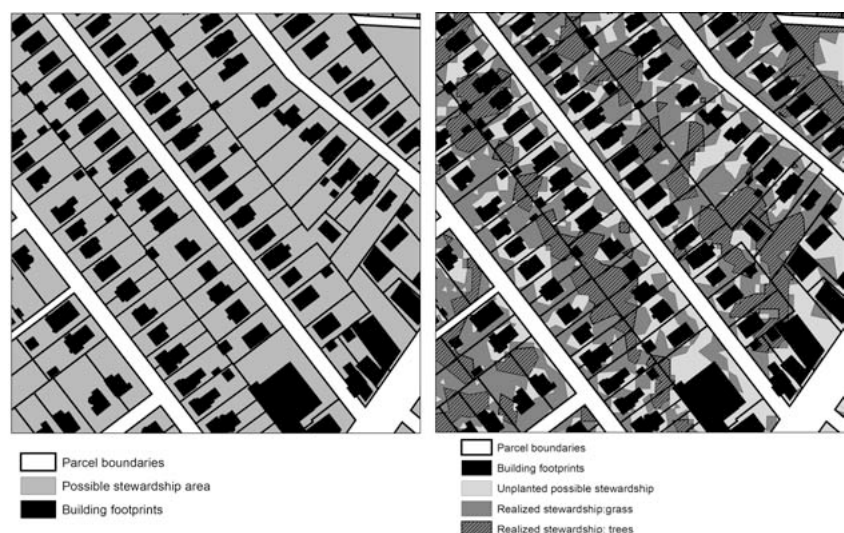 Parcel boundaries
Possible stewardship area
Building footprints
Parcel boundaries
Building footprints
Unplanted possible stewardship
Realized stewardship:grass
Realized stewardship: trees